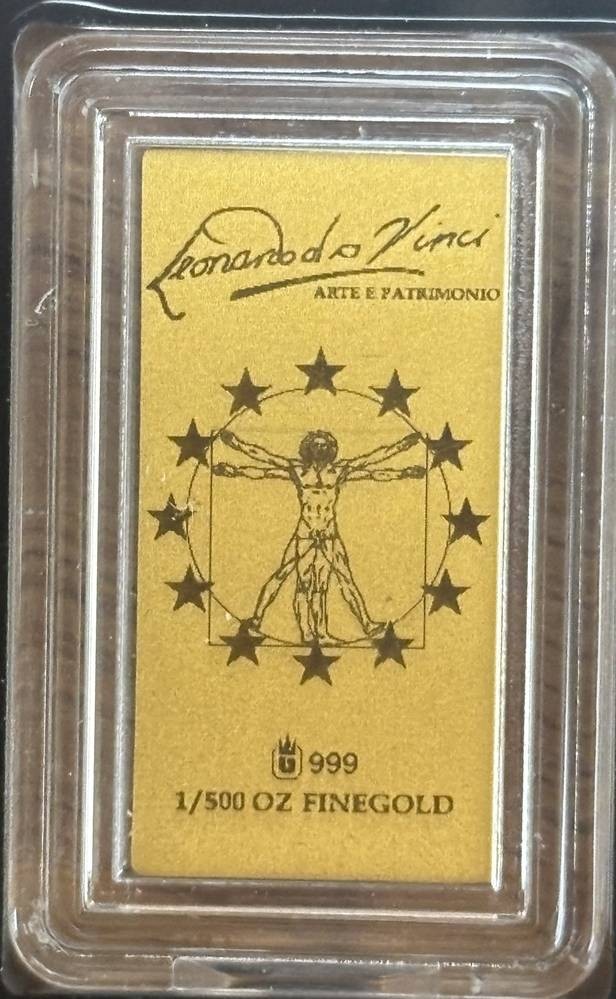 Leonardo da Vinci
ARTE E PATRIMONIO
G 999
1/500 OZ FINEGOLD